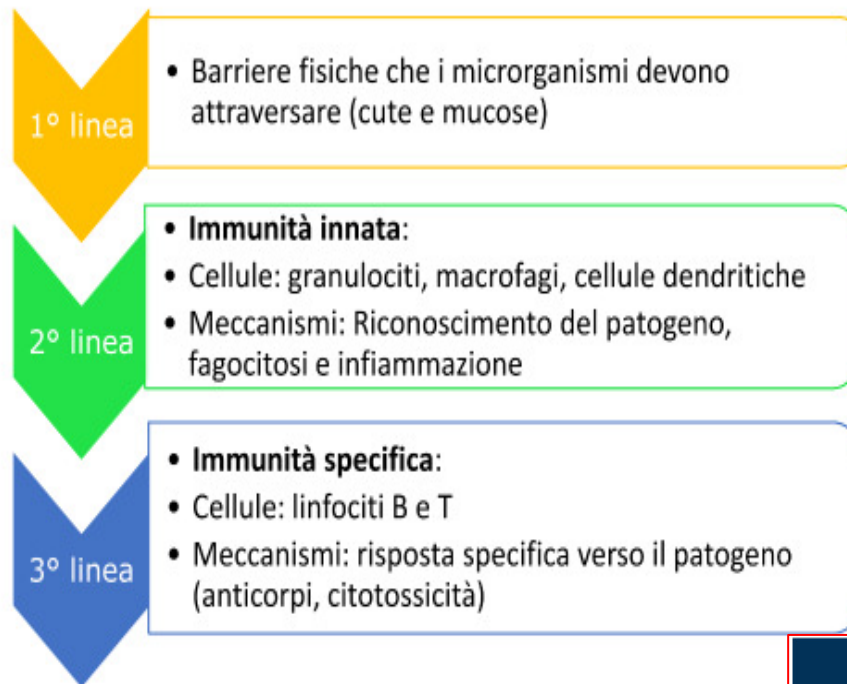 1° linea
• Barriere fisiche che i microrganismi devono
attraversare (cute e mucose)
2° linea
• Immunità innata:
• Cellule: granulociti, macrofagi, cellule dendritiche
• Meccanismi: Riconoscimento del patogeno,
fagocitosi e infiammazione
3° linea
• Immunità specifica:
• Cellule: linfociti B e T
• Meccanismi: risposta specifica verso il patogeno
(anticorpi, citotossicità)